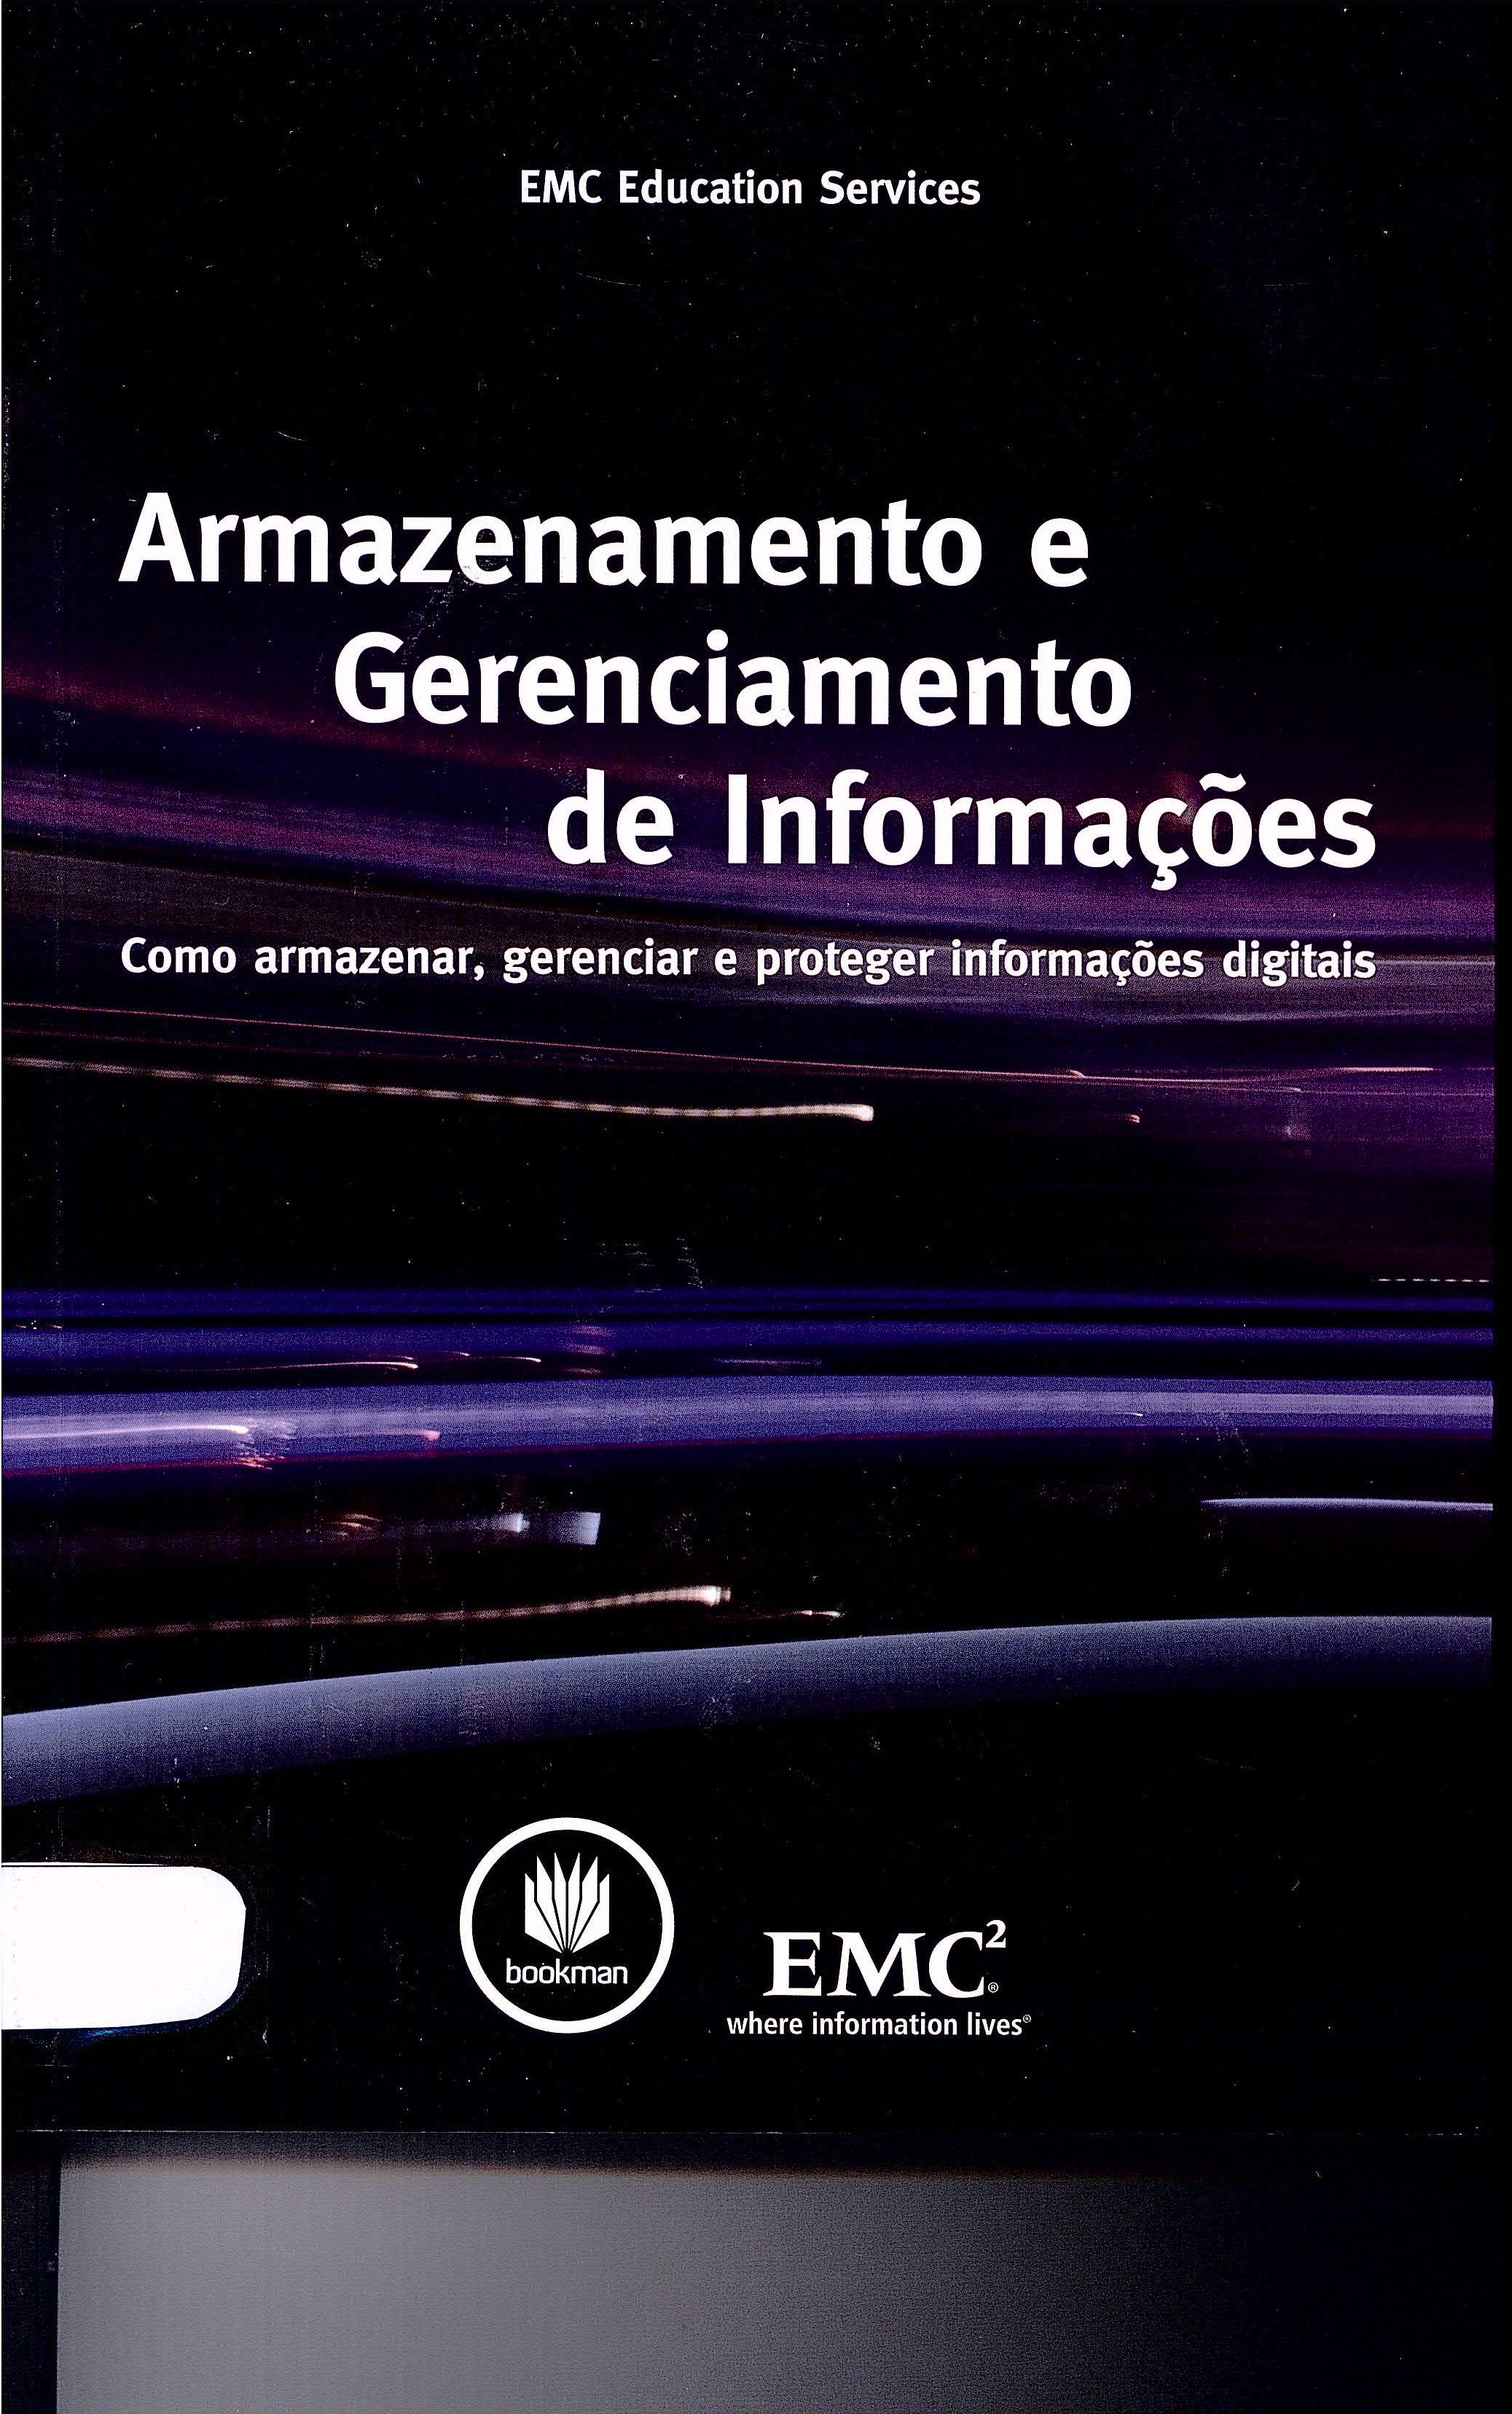 EMC Education Services
Armazenamento e
Gerenciamento
de Informações
Como armazenar, gerenciar e proteger informações digitais
bookman
EMC²®
where information lives®